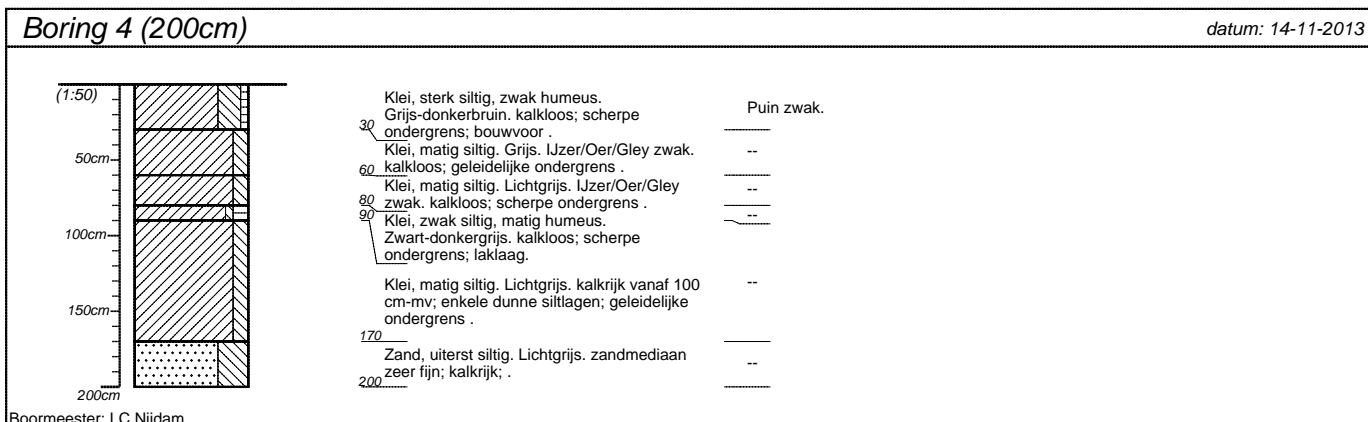 Boring 4 (200cm)
datum: 14-11-2013
(1:50)
50cm
100cm
150cm
200cm
Klei, sterk siltig, zwak humeus.
Grijs-donkerbruin. kalkloos; scherpe
ondergrens; bouwvoor .
Puin zwak.
30
Klei, matig siltig. Grijs. IJzer/Oer/Gley zwak.
kalkloos; geleidelijke ondergrens .
--
60
Klei, matig siltig. Lichtgrijs. IJzer/Oer/Gley
zwak. kalkloos; scherpe ondergrens .
--
80
Klei, zwak siltig, matig humeus.
Zwart-donkergrijs. kalkloos; scherpe
ondergrens; laklaag.
--
90
Klei, matig siltig. Lichtgrijs. kalkrijk vanaf 100
cm-mv; enkele dunne siltlagen; geleidelijke
ondergrens .
--
170
Zand, uiterst siltig. Lichtgrijs. zandmediaan
zeer fijn; kalkrijk; .
--
200
Boormeester: LC Nijdam